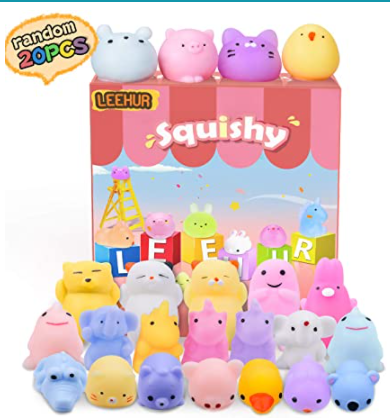 random
20PCS
LEEHUR
Squishy
L E E U R